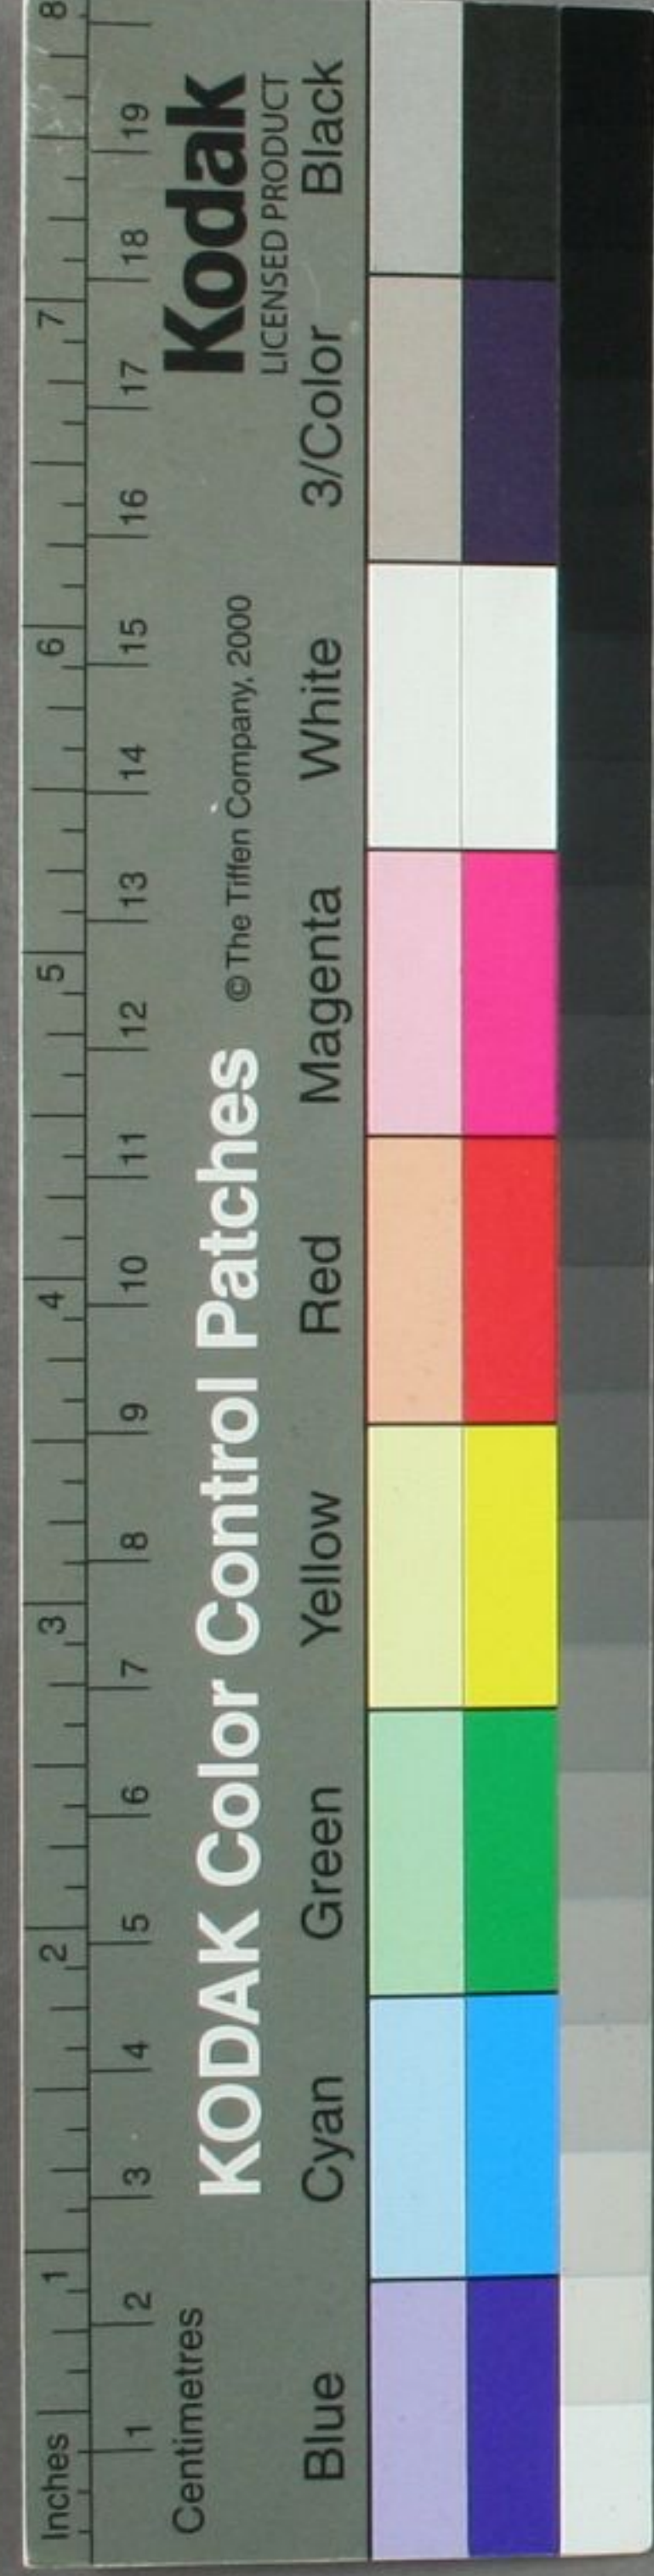 Inches 1 2 3 4 5 6 7 8
1 2 3 4 5 6 7 8 9 10 11 12 13 14 15 16 17 18 19
Centimetres
KODAK Color Control Patches © The Tiffen Company, 2000 Kodak
LICENSED PRODUCT
Blue Cyan Green Yellow Red Magenta White 3/Color Black